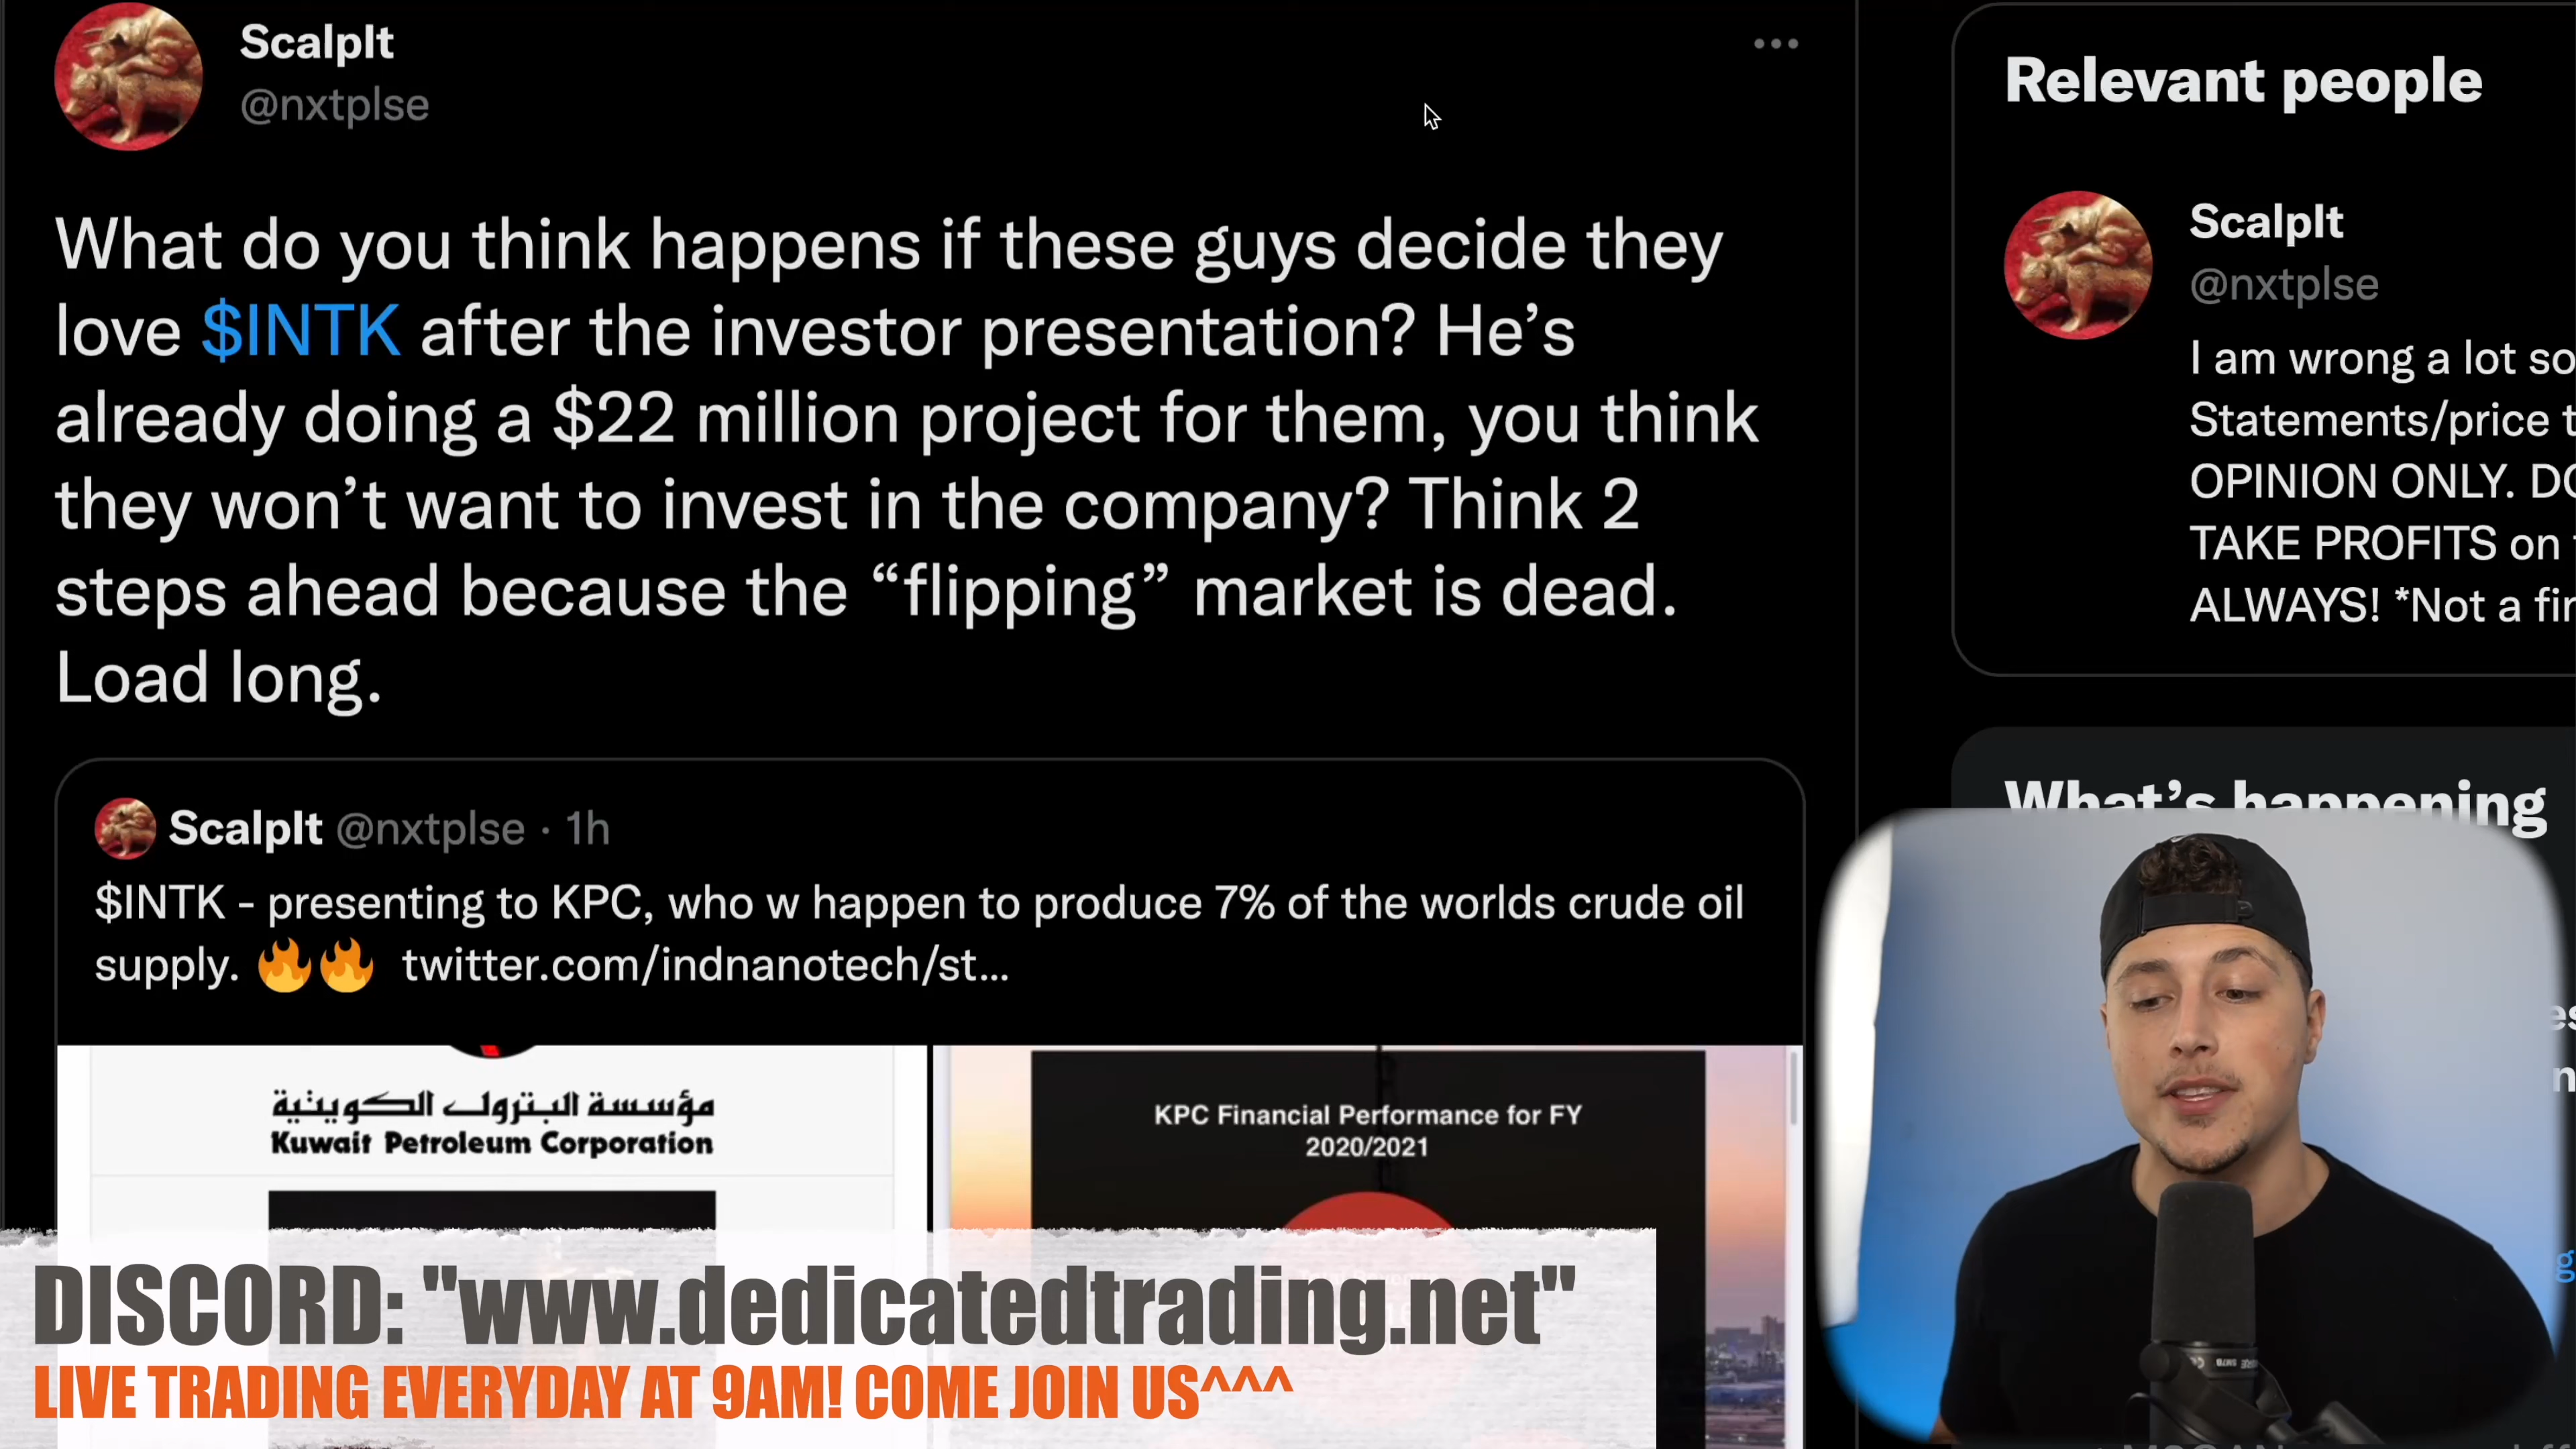 ScalpIt
@nxtplse
What do you think happens if these guys decide they
love $INTK after the investor presentation? He’s
already doing a $22 million project for them, you think
they won’t want to invest in the company? Think 2
steps ahead because the “flipping” market is dead.
Load long.
ScalpIt @nxtplse · 1h
$INTK - presenting to KPC, who w happen to produce 7% of the worlds crude oil
supply. 🔥🔥 twitter.com/indnanotech/st...
مؤسسة البترول الكويتية
Kuwait Petroleum Corporation
KPC Financial Performance for FY
2020/2021
DISCORD: "www.dedicatedtrading.net"
LIVE TRADING EVERYDAY AT 9AM! COME JOIN US^^^
Relevant people
ScalpIt
@nxtplse
I am wrong a lot so
Statements/price t
OPINION ONLY. DO
TAKE PROFITS on
ALWAYS! *Not a fin
What’s happening
SM7B